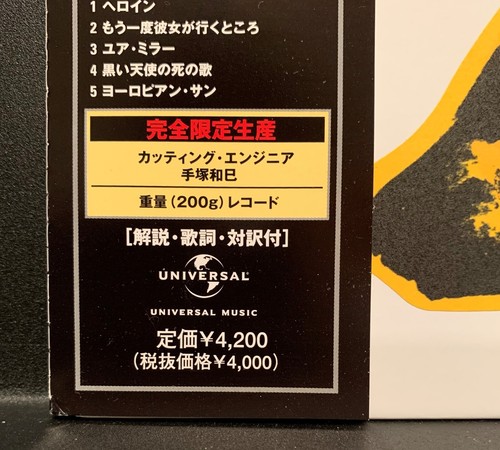 1 ヘロイン
2 もう一度彼女が行くところ
3 ユア・ミラー
4 黒い天使の死の歌
5 ヨーロピアン・サン
完全限定生産
カッティング・エンジニア
手塚和巳
重量(200g)レコード
[解説・歌詞・対訳付]
UNIVERSAL
UNIVERSAL MUSIC
定価¥4,200
(税抜価格¥4,000)